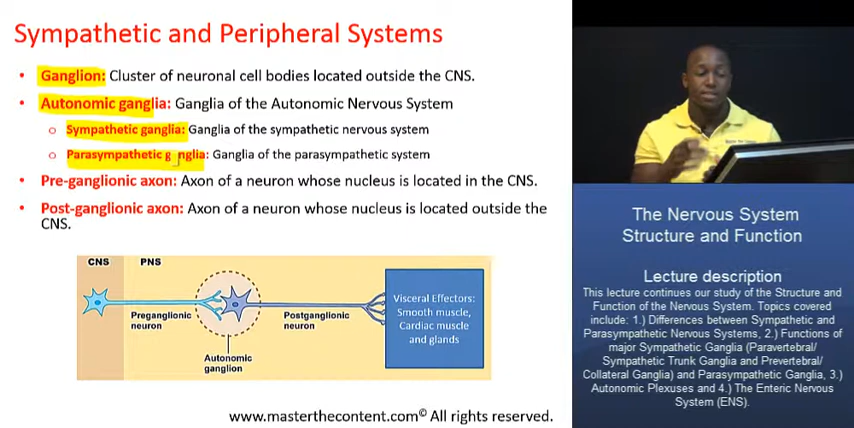 Sympathetic and Peripheral Systems
• Ganglion: Cluster of neuronal cell bodies located outside the CNS.
• Autonomic ganglia: Ganglia of the Autonomic Nervous System
o Sympathetic ganglia: Ganglia of the sympathetic nervous system
o Parasympathetic ganglia: Ganglia of the parasympathetic system
• Pre-ganglionic axon: Axon of a neuron whose nucleus is located in the CNS.
• Post-ganglionic axon: Axon of a neuron whose nucleus is located outside the
CNS.
CNS PNS
Preganglionic
neuron
Autonomic
ganglion
Postganglionic
neuron
Visceral Effectors:
Smooth muscle,
Cardiac muscle
and glands
www.masterthecontent.com© All rights reserved.
The Nervous System
Structure and Function
Lecture description
This lecture continues our study of the Structure and
Function of the Nervous System. Topics covered
include: 1.) Differences between Sympathetic and
Parasympathetic Nervous Systems, 2.) Functions of
major Sympathetic Ganglia (Paravertebral/
Sympathetic Trunk Ganglia and Prevertebral/
Collateral Ganglia) and Parasympathetic Ganglia, 3.)
Autonomic Plexuses and 4.) The Enteric Nervous
System (ENS).